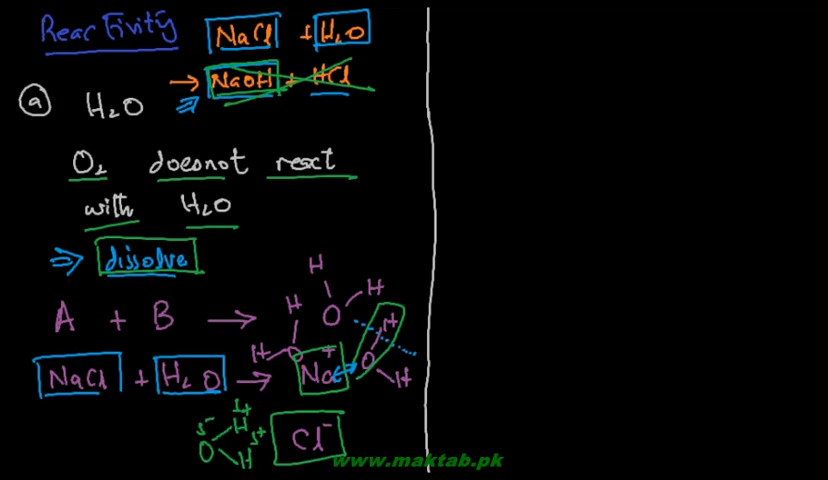 Reactivity NaCl + H₂O
→ NaOH + HCl
a H₂O ⇒
O₂ doesnot react
with H₂O
⇒ dissolve
A + B →
NaCl + H₂O → Na⁺
H
H
H
O
H
H
O
O
H
δ⁺
δ⁻ H δ⁺
O H
Cl⁻
www.maktab.pk